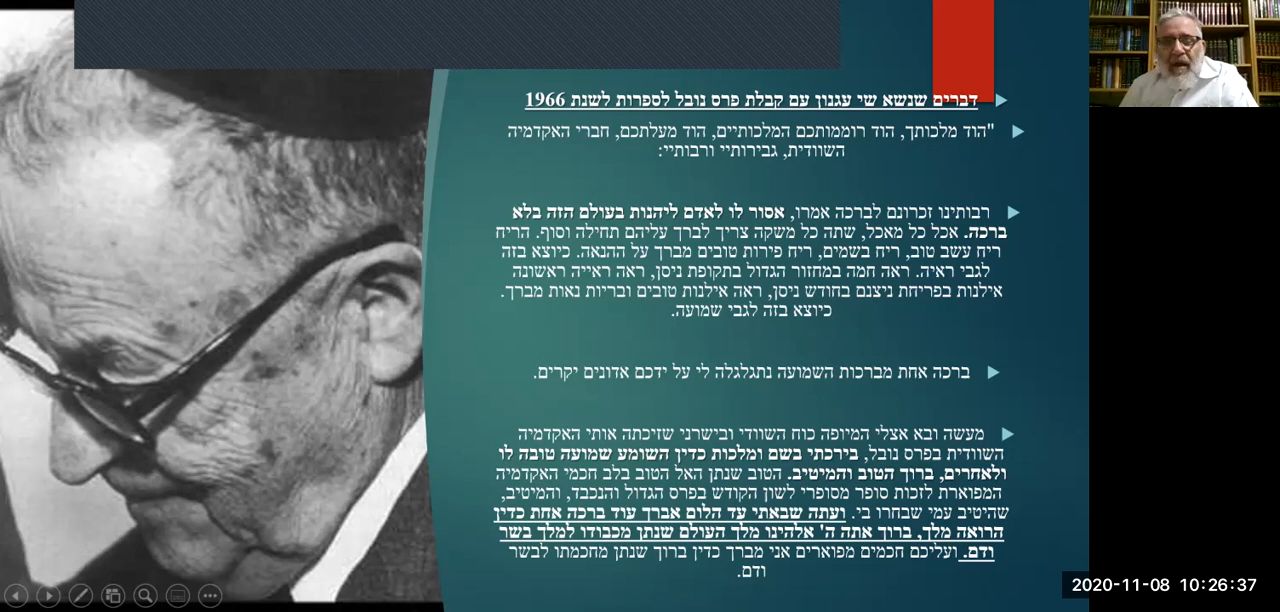 דברים שנשא שי עגנון עם קבלת פרס נובל לספרות לשנת 1966
"הוד מלכותך, הוד רוממותכם המלכותיים, הוד מעלתכם, חברי האקדמיה
השוודית, גבירותיי ורבותיי:
רבותינו זכרונם לברכה אמרו, אסור לו לאדם ליהנות בעולם הזה בלא
ברכה. אכל כל מאכל, שתה כל משקה צריך לברך עליהם תחילה וסוף. הריח
ריח עשב טוב, ריח בשמים, ריח פירות טובים מברך על ההנאה. כיוצא בזה
לגבי ראיה. ראה חמה במחזור הגדול בתקופת ניסן, ראה ראייה ראשונה
אילנות בפריחת ניצנם בחודש ניסן, ראה אילנות טובים ובריות נאות מברך.
כיוצא בזה לגבי שמועה.
ברכה אחת מברכות השמועה נתגלגלה לי על ידכם אדונים יקרים.
מעשה ובא אצלי המיופה כוח השוודי ובישרני שזיכתה אותי האקדמיה
השוודית בפרס נובל, בירכתי בשם ומלכות כדין השומע שמועה טובה לו
ולאחרים, ברוך הטוב והמיטיב. הטוב שנתן האל הטוב בלב חכמי האקדמיה
המפוארת לזכות סופר מסופרי לשון הקודש בפרס הגדול והנכבד, והמיטיב,
שהיטיב עמי שבחרו בי. ועתה שבאתי עד הלום אברך עוד ברכה אחת כדין
הרואה מלך, ברוך אתה ה' אלהינו מלך העולם שנתן מכבודו למלך בשר
ודם. ועליכם חכמים מפוארים אני מברך כדין ברוך שנתן מחכמתו לבשר
ודם.
2020-11-08 10:26:37